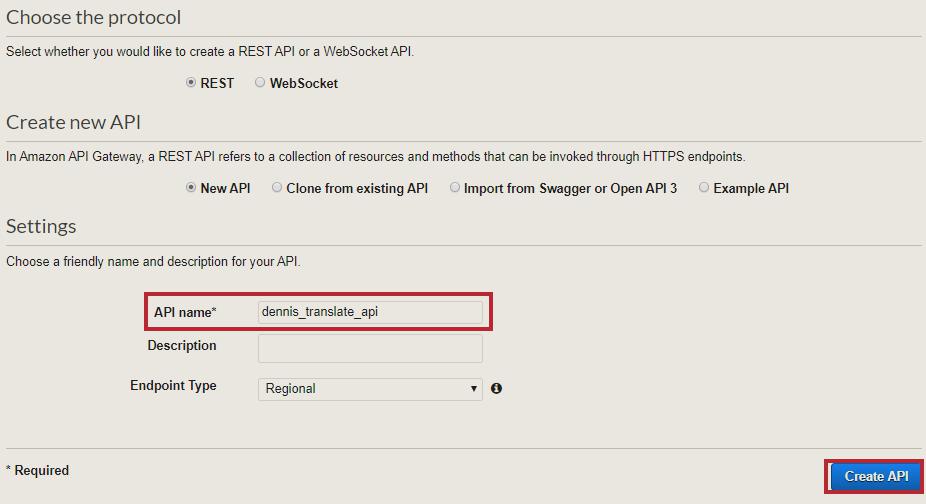 Choose the protocol
Select whether you would like to create a REST API or a WebSocket API.
REST WebSocket
Create new API
In Amazon API Gateway, a REST API refers to a collection of resources and methods that can be invoked through HTTPS endpoints.
New API Clone from existing API Import from Swagger or Open API 3 Example API
Settings
Choose a friendly name and description for your API.
API name* dennis_translate_api
Description
Endpoint Type Regional
* Required Create API